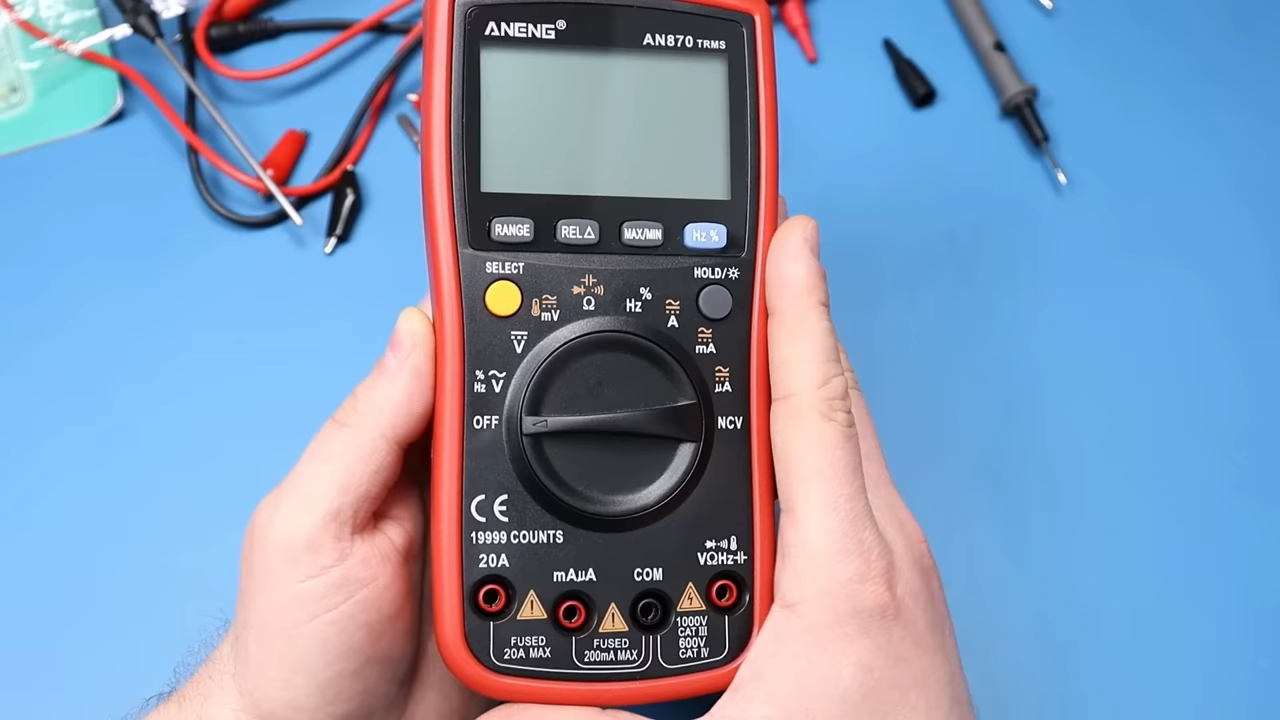 ANENG®
AN870 TRMS
RANGE
REL△
MAX/MIN
Hz %
SELECT
HOLD/☼
mV
Ω
Hz%
A
mA
μA
V
% Hz V
OFF
NCV
CE
19999 COUNTS
20A
mAμA
COM
VΩHz
FUSED
20A MAX
FUSED
200mA MAX
1000V
CAT III
600V
CAT IV